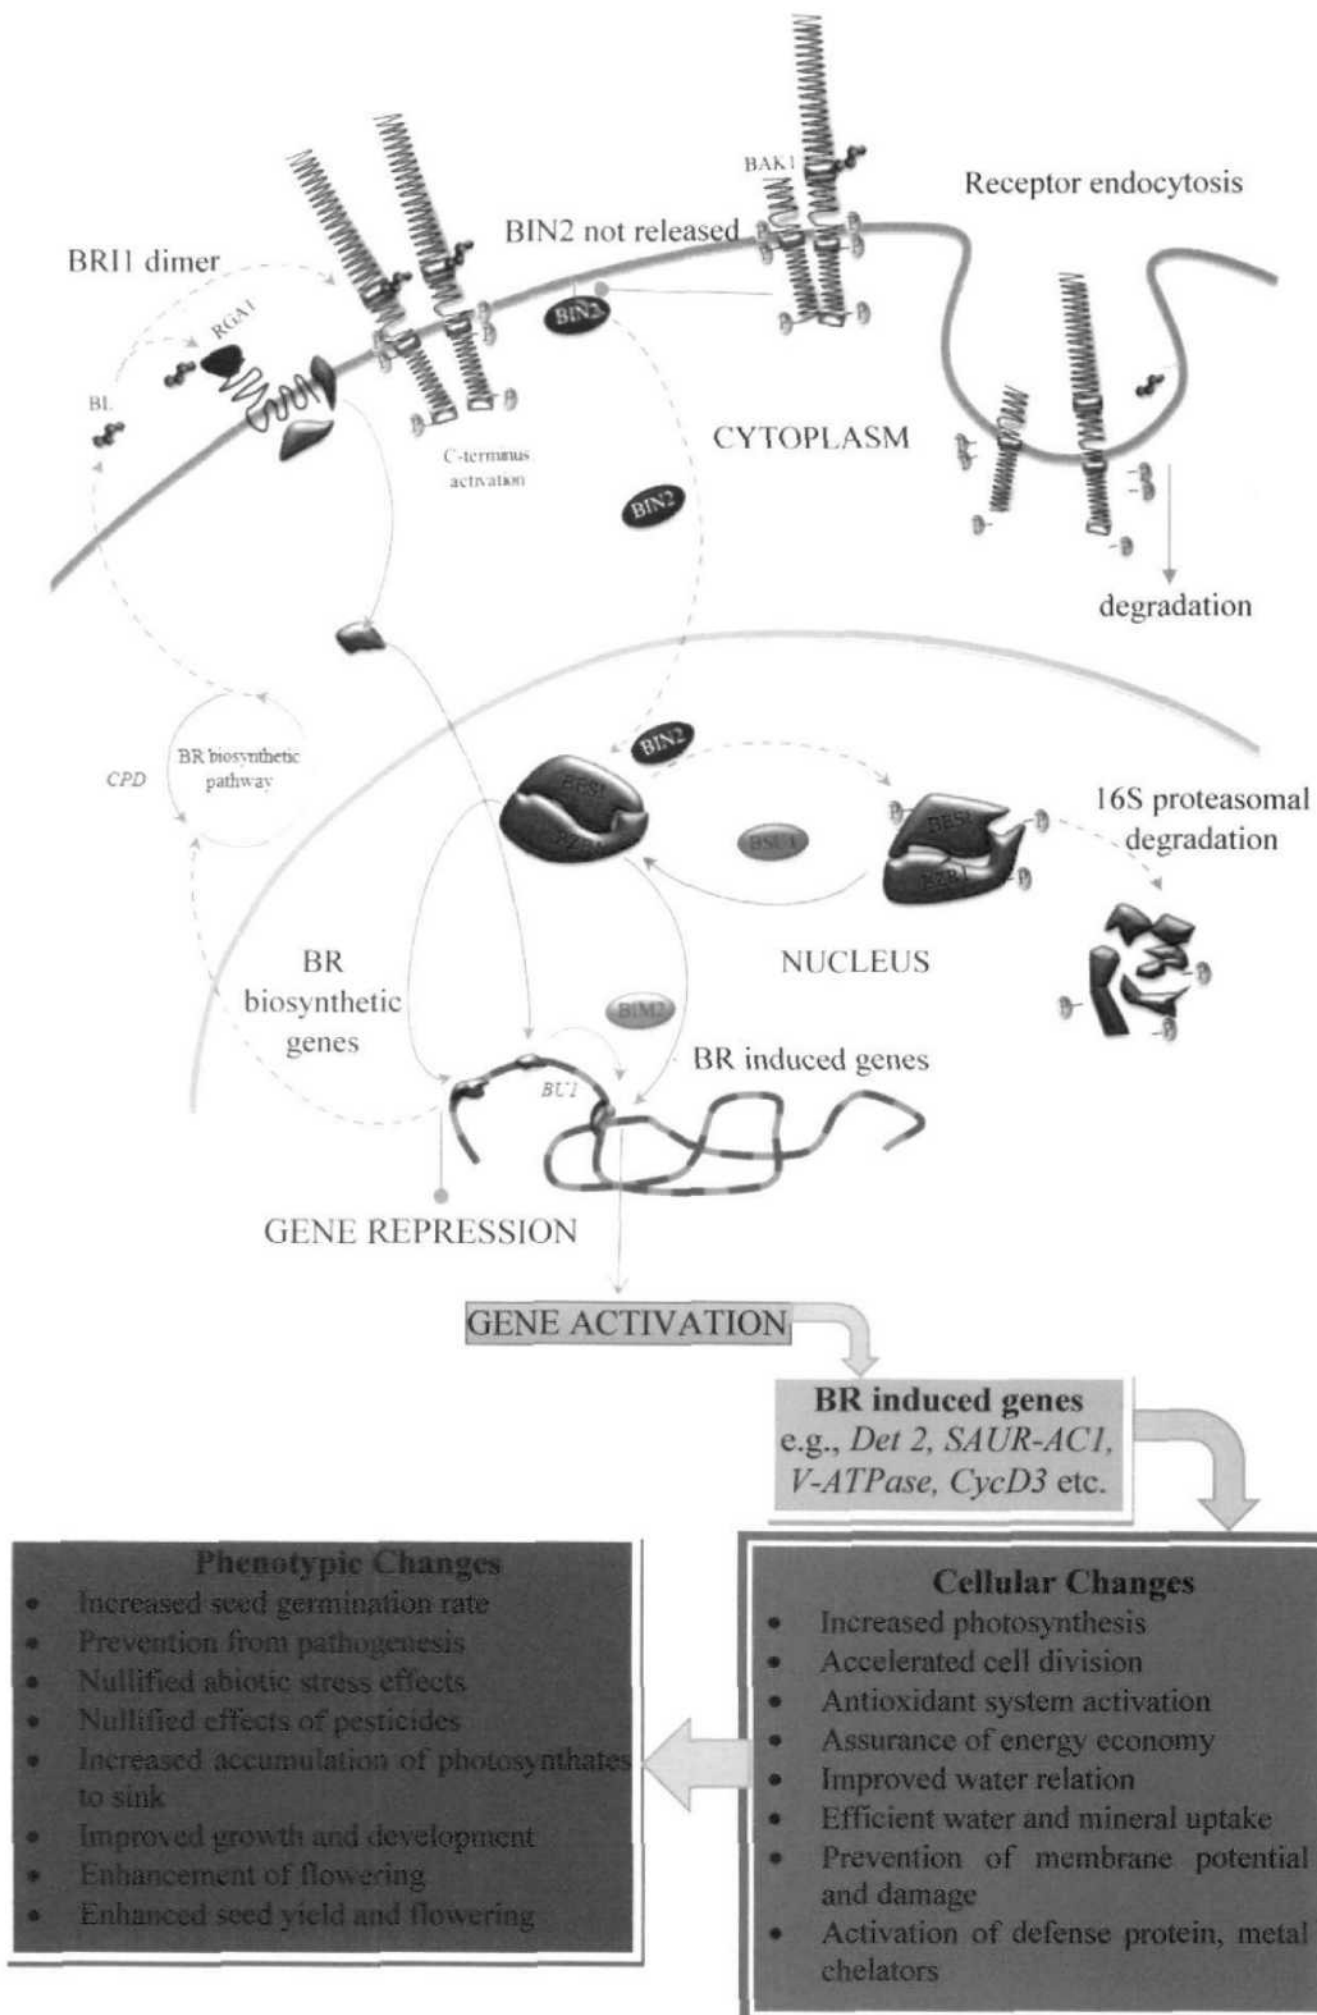 BAK1
Receptor endocytosis
BIN2 not released
BRI1 dimer
RGA1
BIN2
BL
CYTOPLASM
C-terminus
activation
BIN2
degradation
BIN2
BR biosynthetic
pathway
CPD
BES1
BES1
16S proteasomal
degradation
BSU1
BZR1
NUCLEUS
BR
biosynthetic
genes
BIM2
BR induced genes
BU1
GENE REPRESSION
GENE ACTIVATION
BR induced genes
e.g., Det 2, SAUR-AC1,
V-ATPase, CycD3 etc.
Phenotypic Changes
• Increased seed germination rate
• Prevention from pathogenesis
• Nullified abiotic stress effects
• Nullified effects of pesticides
• Increased accumulation of photosynthates
to sink
• Improved growth and development
• Enhancement of flowering
• Enhanced seed yield and flowering
Cellular Changes
• Increased photosynthesis
• Accelerated cell division
• Antioxidant system activation
• Assurance of energy economy
• Improved water relation
• Efficient water and mineral uptake
• Prevention of membrane potential
and damage
• Activation of defense protein, metal
chelators